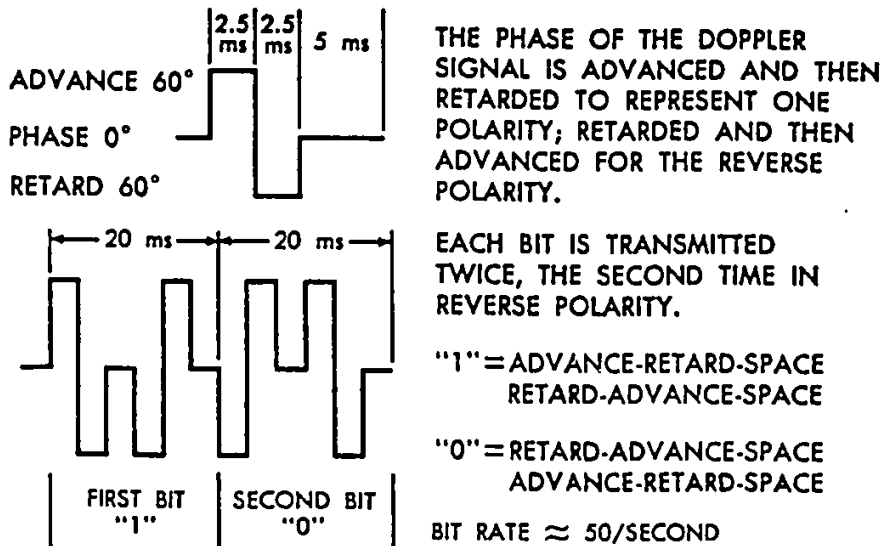 2.5 ms 2.5 ms 5 ms
ADVANCE 60°
PHASE 0°
RETARD 60°
THE PHASE OF THE DOPPLER
SIGNAL IS ADVANCED AND THEN
RETARDED TO REPRESENT ONE
POLARITY; RETARDED AND THEN
ADVANCED FOR THE REVERSE
POLARITY.
20 ms 20 ms
FIRST BIT
"1"
SECOND BIT
"0"
EACH BIT IS TRANSMITTED
TWICE, THE SECOND TIME IN
REVERSE POLARITY.
"1"=ADVANCE-RETARD-SPACE
RETARD-ADVANCE-SPACE
"0"=RETARD-ADVANCE-SPACE
ADVANCE-RETARD-SPACE
BIT RATE ≈ 50/SECOND